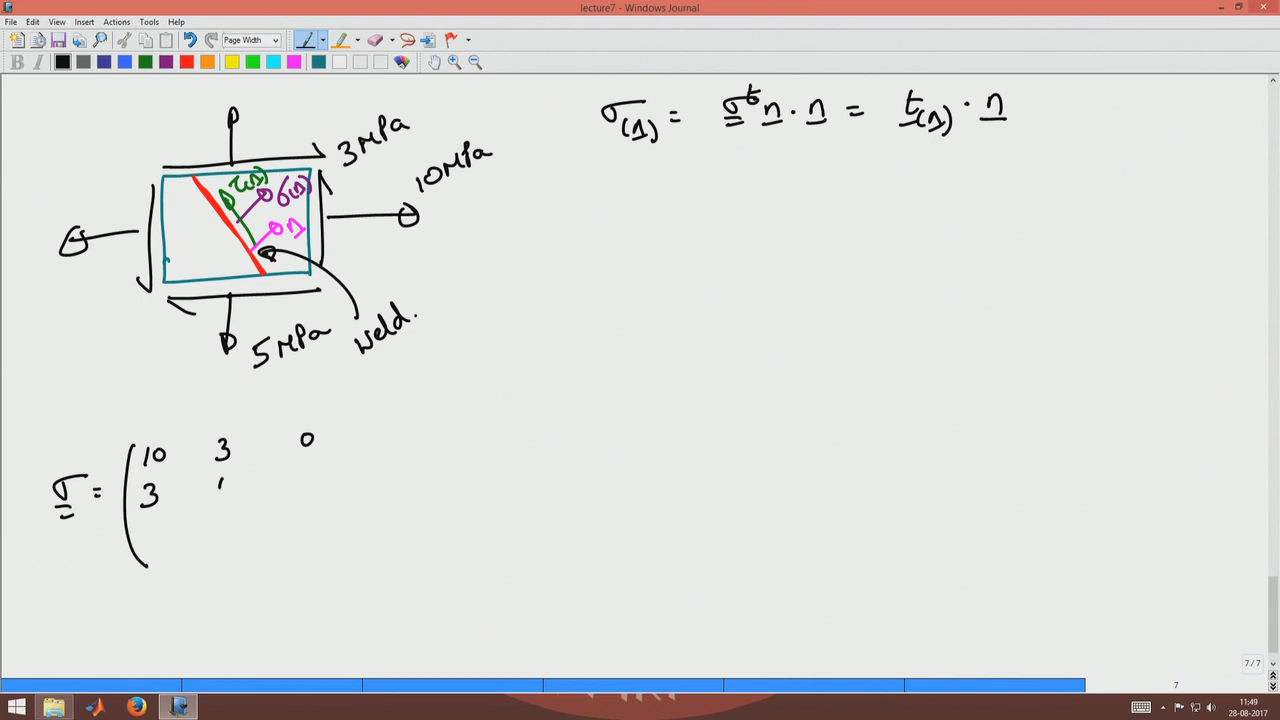 lecture7 - Windows Journal
File Edit View Insert Actions Tools Help
Page Width
B I
σ(n) = σᵗ n · n = t(n) · n
3 MPa
10 MPa
τ(n)
σ(n)
n
5 MPa
Weld.
σ = ( 10 3 0
3
7 / 7
7
11:49
28-08-2017